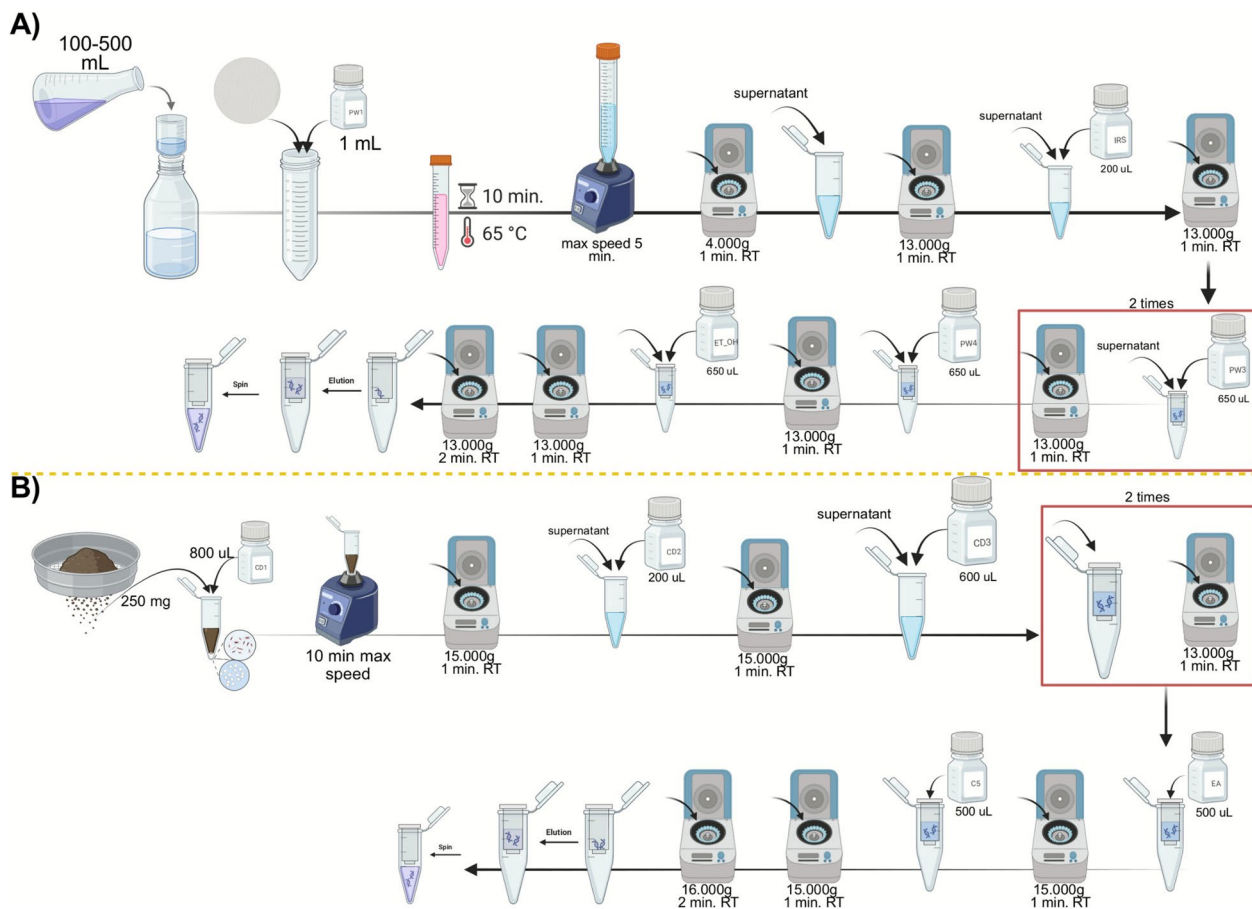 A)
100-500
mL
PW1
1 mL
10 min.
65 °C
max speed 5
min.
4.000g
1 min. RT
supernatant
13.000g
1 min. RT
supernatant
IRS
200 uL
13.000g
1 min. RT
2 times
supernatant
PW3
650 uL
13.000g
1 min. RT
PW4
650 uL
13.000g
1 min. RT
ET_OH
650 uL
13.000g
1 min. RT
13.000g
2 min. RT
Elution
Spin
B)
250 mg
800 uL
CD1
10 min max
speed
15.000g
1 min. RT
supernatant
CD2
200 uL
15.000g
1 min. RT
supernatant
CD3
600 uL
2 times
13.000g
1 min. RT
EA
500 uL
15.000g
1 min. RT
C5
500 uL
15.000g
1 min. RT
16.000g
2 min. RT
Elution
Spin